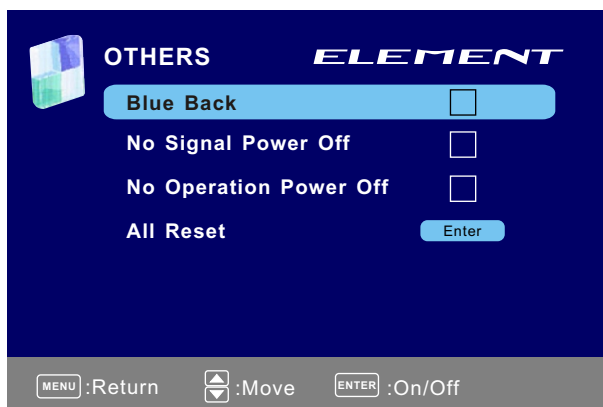 OTHERS ELEMENT
Blue Back
No Signal Power Off
No Operation Power Off
All Reset Enter
MENU :Return :Move ENTER :On/Off